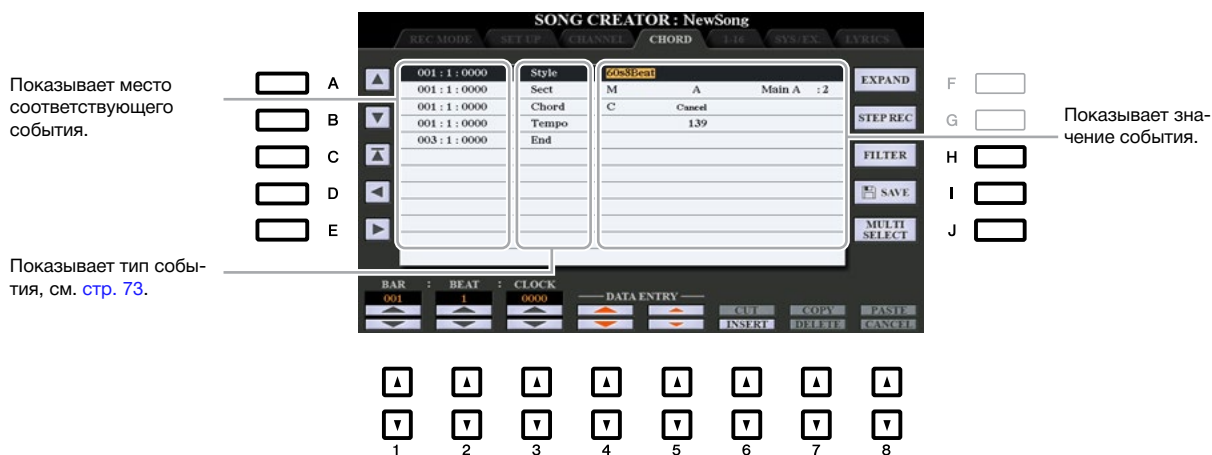 SONG CREATOR : NewSong
REC MODE SET UP CHANNEL CHORD 1-16 SYS/EX. LYRICS
Показывает место
соответствующего
события.
A
B
C
D
E
001 : 1 : 0000 Style 60s8Beat
001 : 1 : 0000 Sect M A Main A : 2
001 : 1 : 0000 Chord C Cancel
001 : 1 : 0000 Tempo 139
003 : 1 : 0000 End
EXPAND F
STEP REC G
FILTER H
SAVE I
MULTI
SELECT J
Показывает зна-
чение события.
Показывает тип собы-
тия, см. стр. 73.
BAR : BEAT : CLOCK
001 1 0000
DATA ENTRY
CUT COPY PASTE
INSERT DELETE CANCEL
1 2 3 4 5 6 7 8